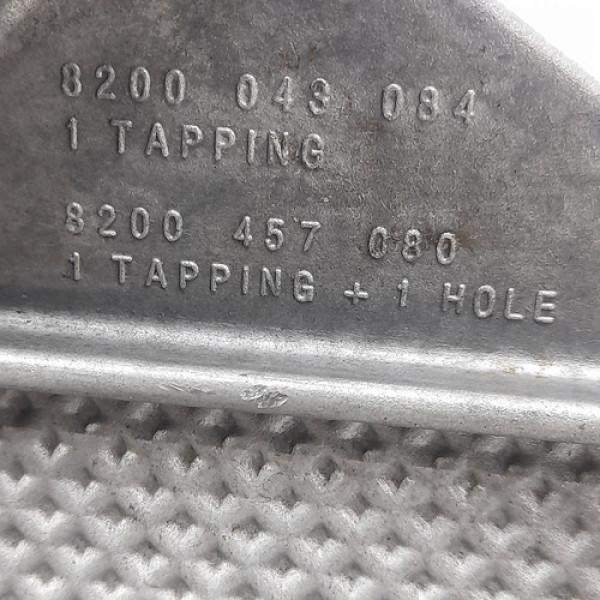 8200 043 084
1 TAPPING
8200 457 080
1 TAPPING + 1 HOLE